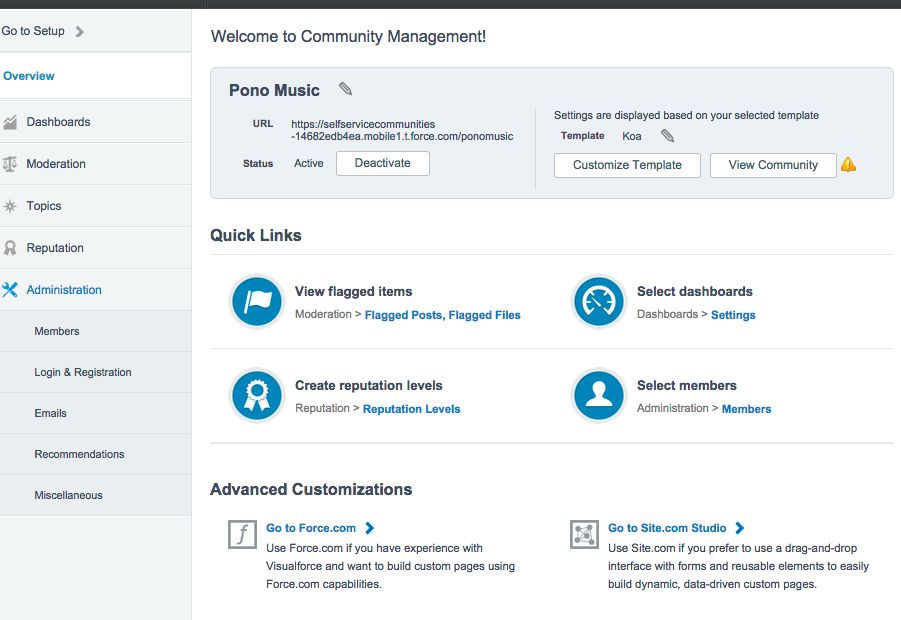 Go to Setup
Overview
Dashboards
Moderation
Topics
Reputation
Administration
Members
Login & Registration
Emails
Recommendations
Miscellaneous
Welcome to Community Management!
Pono Music
URL https://selfservicecommunities
-14682edb4ea.mobile1.t.force.com/ponomusic
Status Active Deactivate
Settings are displayed based on your selected template
Template Koa
Customize Template View Community
Quick Links
View flagged items
Moderation > Flagged Posts, Flagged Files
Select dashboards
Dashboards > Settings
Create reputation levels
Reputation > Reputation Levels
Select members
Administration > Members
Advanced Customizations
Go to Force.com
Use Force.com if you have experience with
Visualforce and want to build custom pages using
Force.com capabilities.
Go to Site.com Studio
Use Site.com if you prefer to use a drag-and-drop
interface with forms and reusable elements to easily
build dynamic, data-driven custom pages.